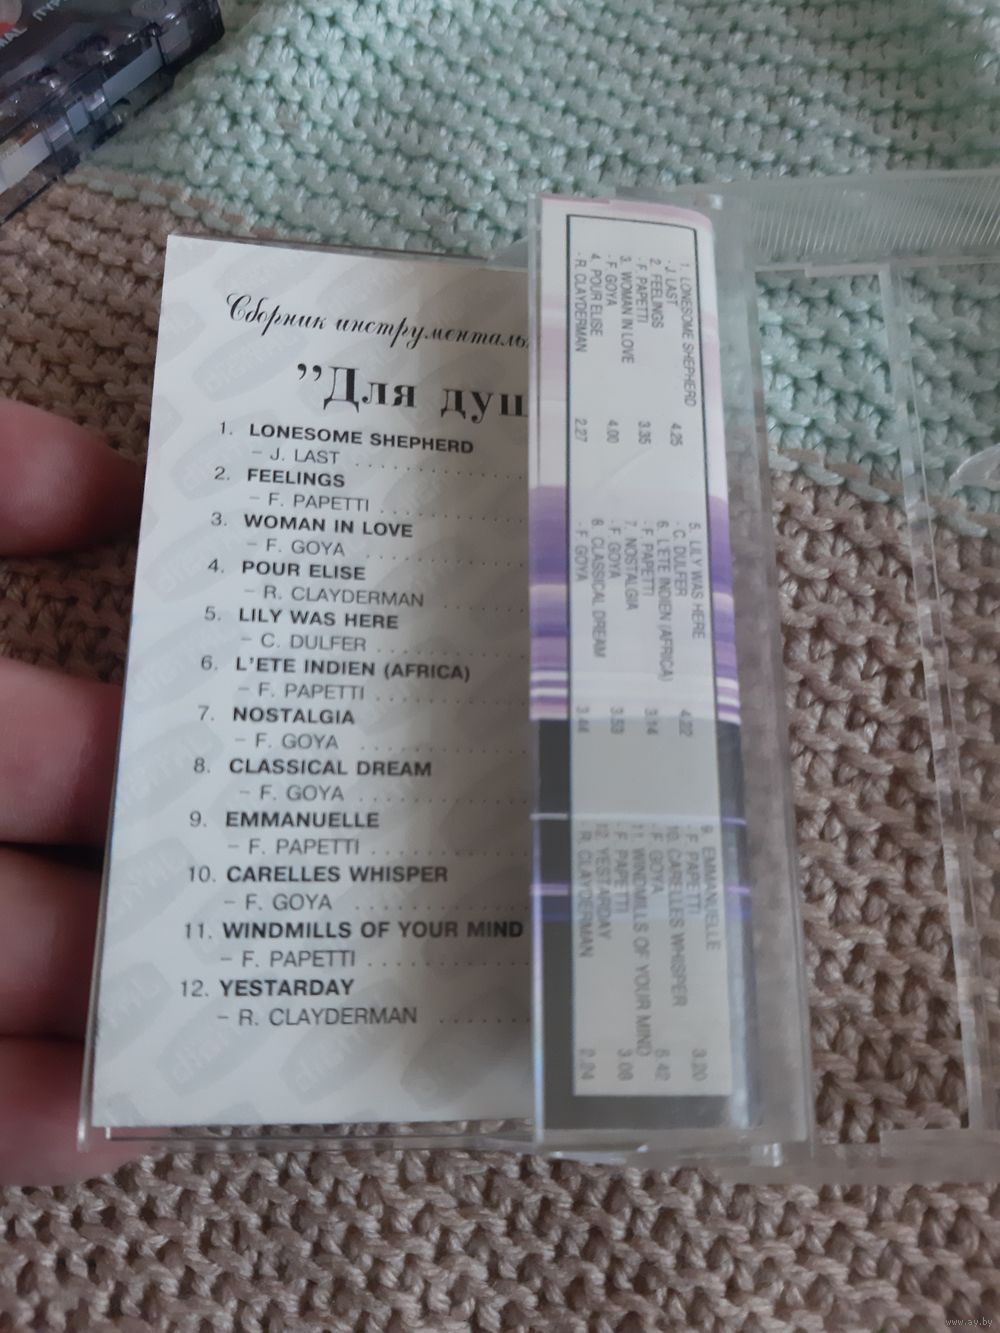 Сборник инструменталь
"Для душ
1. LONESOME SHEPHERD
– J. LAST
2. FEELINGS
– F. PAPETTI
3. WOMAN IN LOVE
– F. GOYA
4. POUR ELISE
– R. CLAYDERMAN
5. LILY WAS HERE
– C. DULFER
6. L'ETE INDIEN (AFRICA)
– F. PAPETTI
7. NOSTALGIA
– F. GOYA
8. CLASSICAL DREAM
– F. GOYA
9. EMMANUELLE
– F. PAPETTI
10. CARELLES WHISPER
– F. GOYA
11. WINDMILLS OF YOUR MIND
– F. PAPETTI
12. YESTARDAY
– R. CLAYDERMAN
1. LONESOME SHEPHERD
- J. LAST 4.25
2. FEELINGS
- F. PAPETTI 3.35
3. WOMAN IN LOVE
- F. GOYA 4.00
4. POUR ELISE
- R. CLAYDERMAN 2.27
5. LILY WAS HERE
- C. DULFER 4.22
6. L'ETE INDIEN (AFRICA)
- F. PAPETTI 3.14
7. NOSTALGIA
- F. GOYA 3.53
8. CLASSICAL DREAM
- F. GOYA 3.44
9. EMMANUELLE
- F. PAPETTI 3.20
10. CARELLES WHISPER
- F. GOYA 5.42
11. WINDMILLS OF YOUR MIND
- F. PAPETTI 3.08
12. YESTARDAY
- R. CLAYDERMAN 2.24
www.ay.by